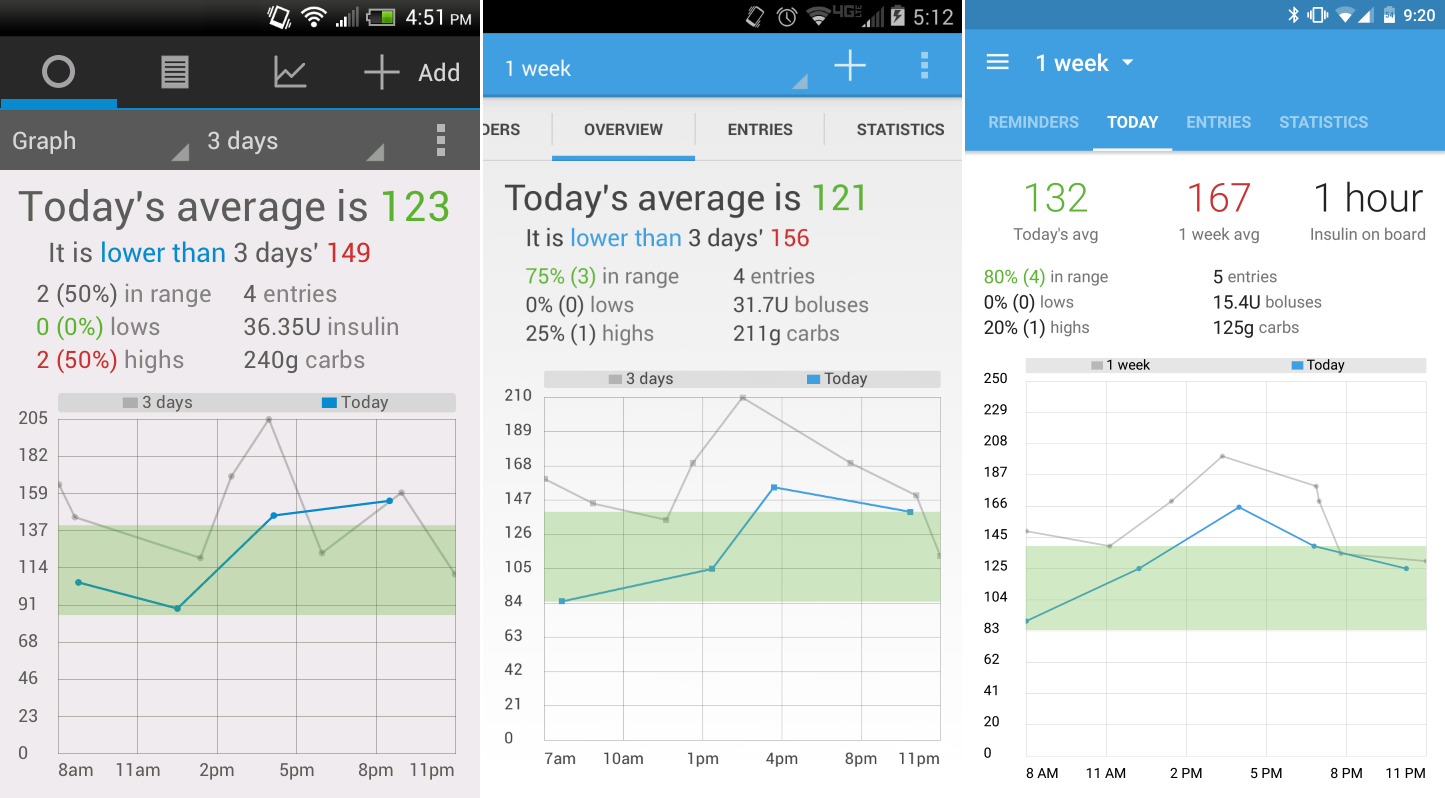 4:51 PM
Add
Graph 3 days
Today's average is 123
It is lower than 3 days' 149
2 (50%) in range 4 entries
0 (0%) lows 36.35U insulin
2 (50%) highs 240g carbs
3 days Today
205
182
159
137
114
91
68
46
23
0
8am 11am 2pm 5pm 8pm 11pm
4G LTE 5:12
1 week
DERS OVERVIEW ENTRIES STATISTICS
Today's average is 121
It is lower than 3 days' 156
75% (3) in range 4 entries
0% (0) lows 31.7U boluses
25% (1) highs 211g carbs
3 days Today
210
189
168
147
126
105
84
63
42
21
0
7am 10am 1pm 4pm 8pm 11pm
9:20
1 week
REMINDERS TODAY ENTRIES STATISTICS
132 167 1 hour
Today's avg 1 week avg Insulin on board
80% (4) in range 5 entries
0% (0) lows 15.4U boluses
20% (1) highs 125g carbs
1 week Today
250
229
208
187
166
145
125
104
83
62
41
20
0
8 AM 11 AM 2 PM 5 PM 8 PM 11 PM